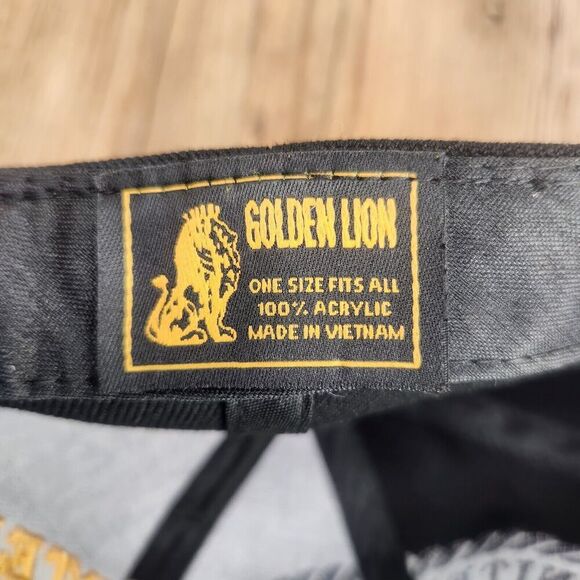 GOLDEN LION
ONE SIZE FITS ALL
100% ACRYLIC
MADE IN VIETNAM